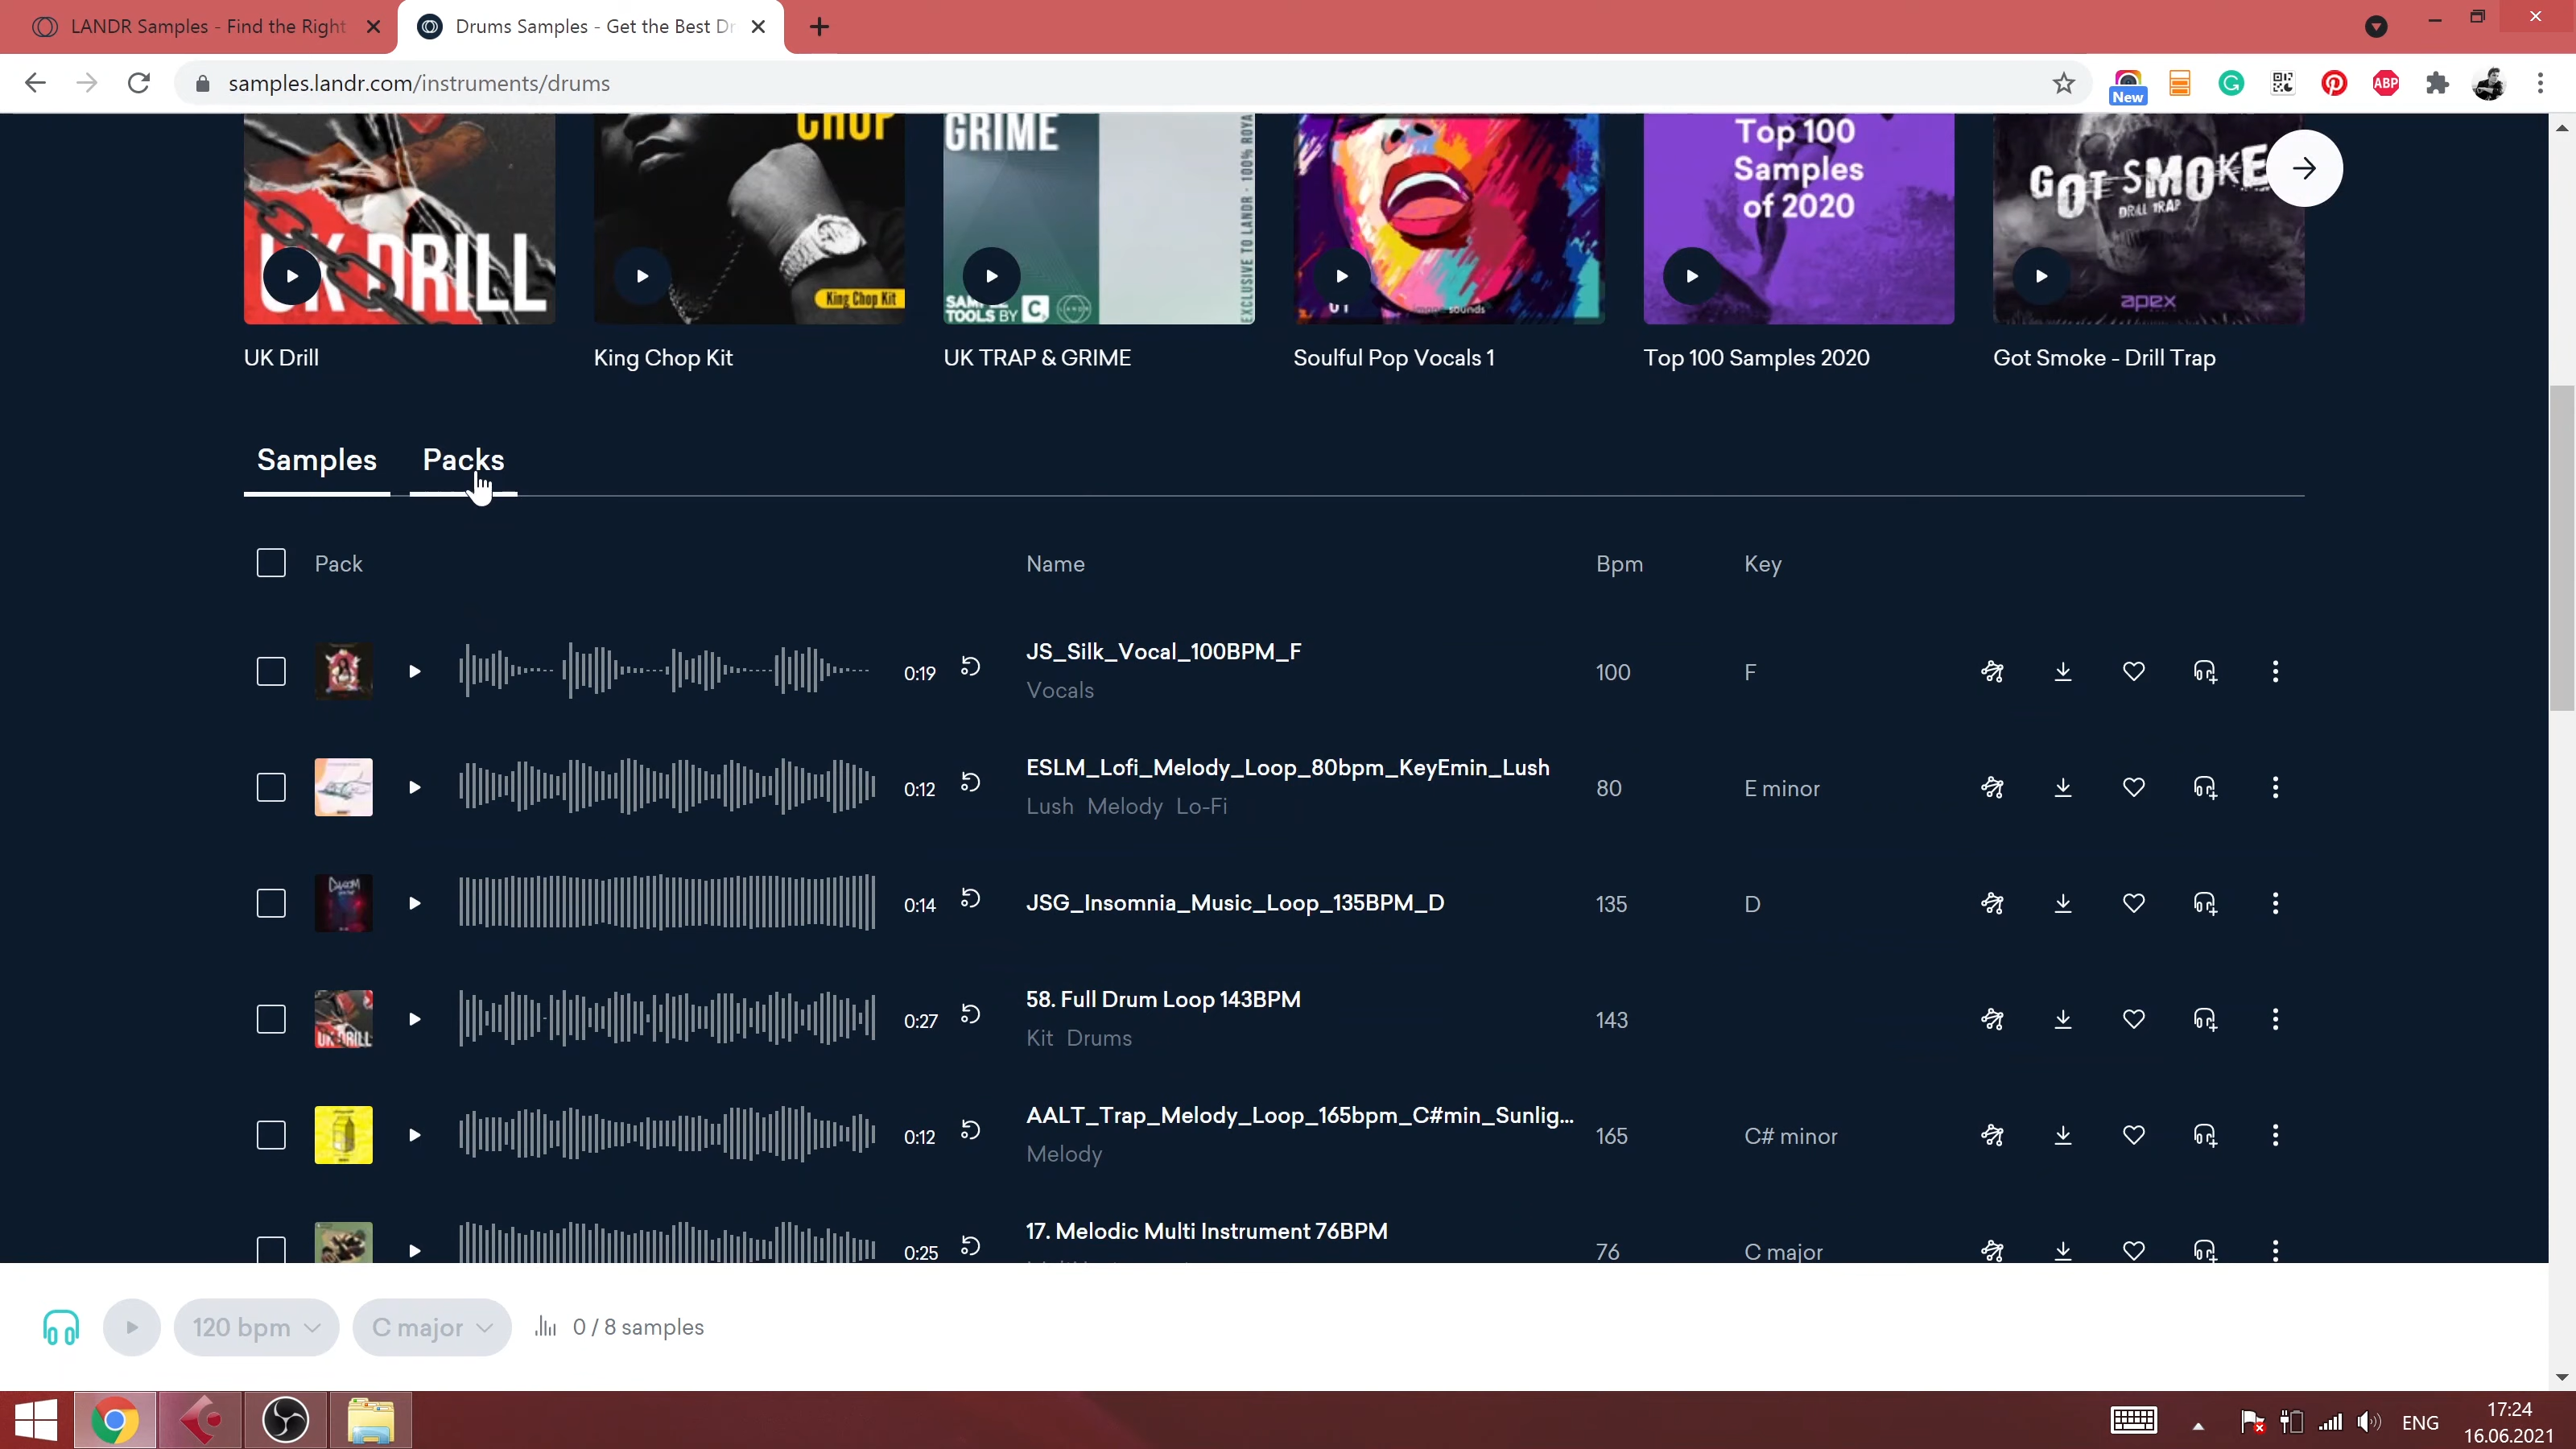 LANDR Samples - Find the Right
Drums Samples - Get the Best Dr
samples.landr.com/instruments/drums
New
ABP
UK DRILL
CHOP
King Chop Kit
GRIME
SAMPLE TOOLS BY C
EXCLUSIVE TO LANDR - 100% ROYA
sounds
Top 100
Samples
of 2020
GOT SMOKE
DRILL TRAP
apex
UK Drill
King Chop Kit
UK TRAP & GRIME
Soulful Pop Vocals 1
Top 100 Samples 2020
Got Smoke - Drill Trap
Samples Packs
Pack Name Bpm Key
0:19 JS_Silk_Vocal_100BPM_F 100 F
Vocals
0:12 ESLM_Lofi_Melody_Loop_80bpm_KeyEmin_Lush 80 E minor
Lush Melody Lo-Fi
0:14 JSG_Insomnia_Music_Loop_135BPM_D 135 D
UK DRILL
0:27 58. Full Drum Loop 143BPM 143
Kit Drums
0:12 AALT_Trap_Melody_Loop_165bpm_C#min_Sunlig... 165 C# minor
Melody
0:25 17. Melodic Multi Instrument 76BPM 76 C major
120 bpm C major 0 / 8 samples
ENG
17:24
16.06.2021